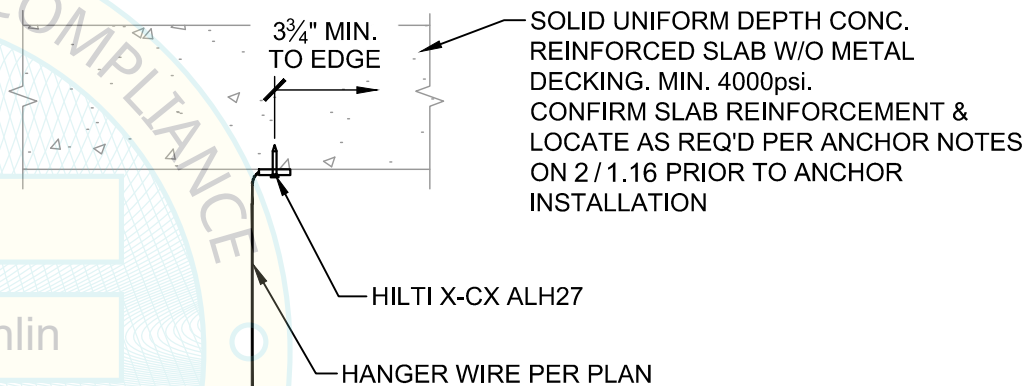 COMPLIANCE
3¾" MIN.
TO EDGE
SOLID UNIFORM DEPTH CONC.
REINFORCED SLAB W/O METAL
DECKING. MIN. 4000psi.
CONFIRM SLAB REINFORCEMENT &
LOCATE AS REQ'D PER ANCHOR NOTES
ON 2/1.16 PRIOR TO ANCHOR
INSTALLATION
HILTI X-CX ALH27
HANGER WIRE PER PLAN